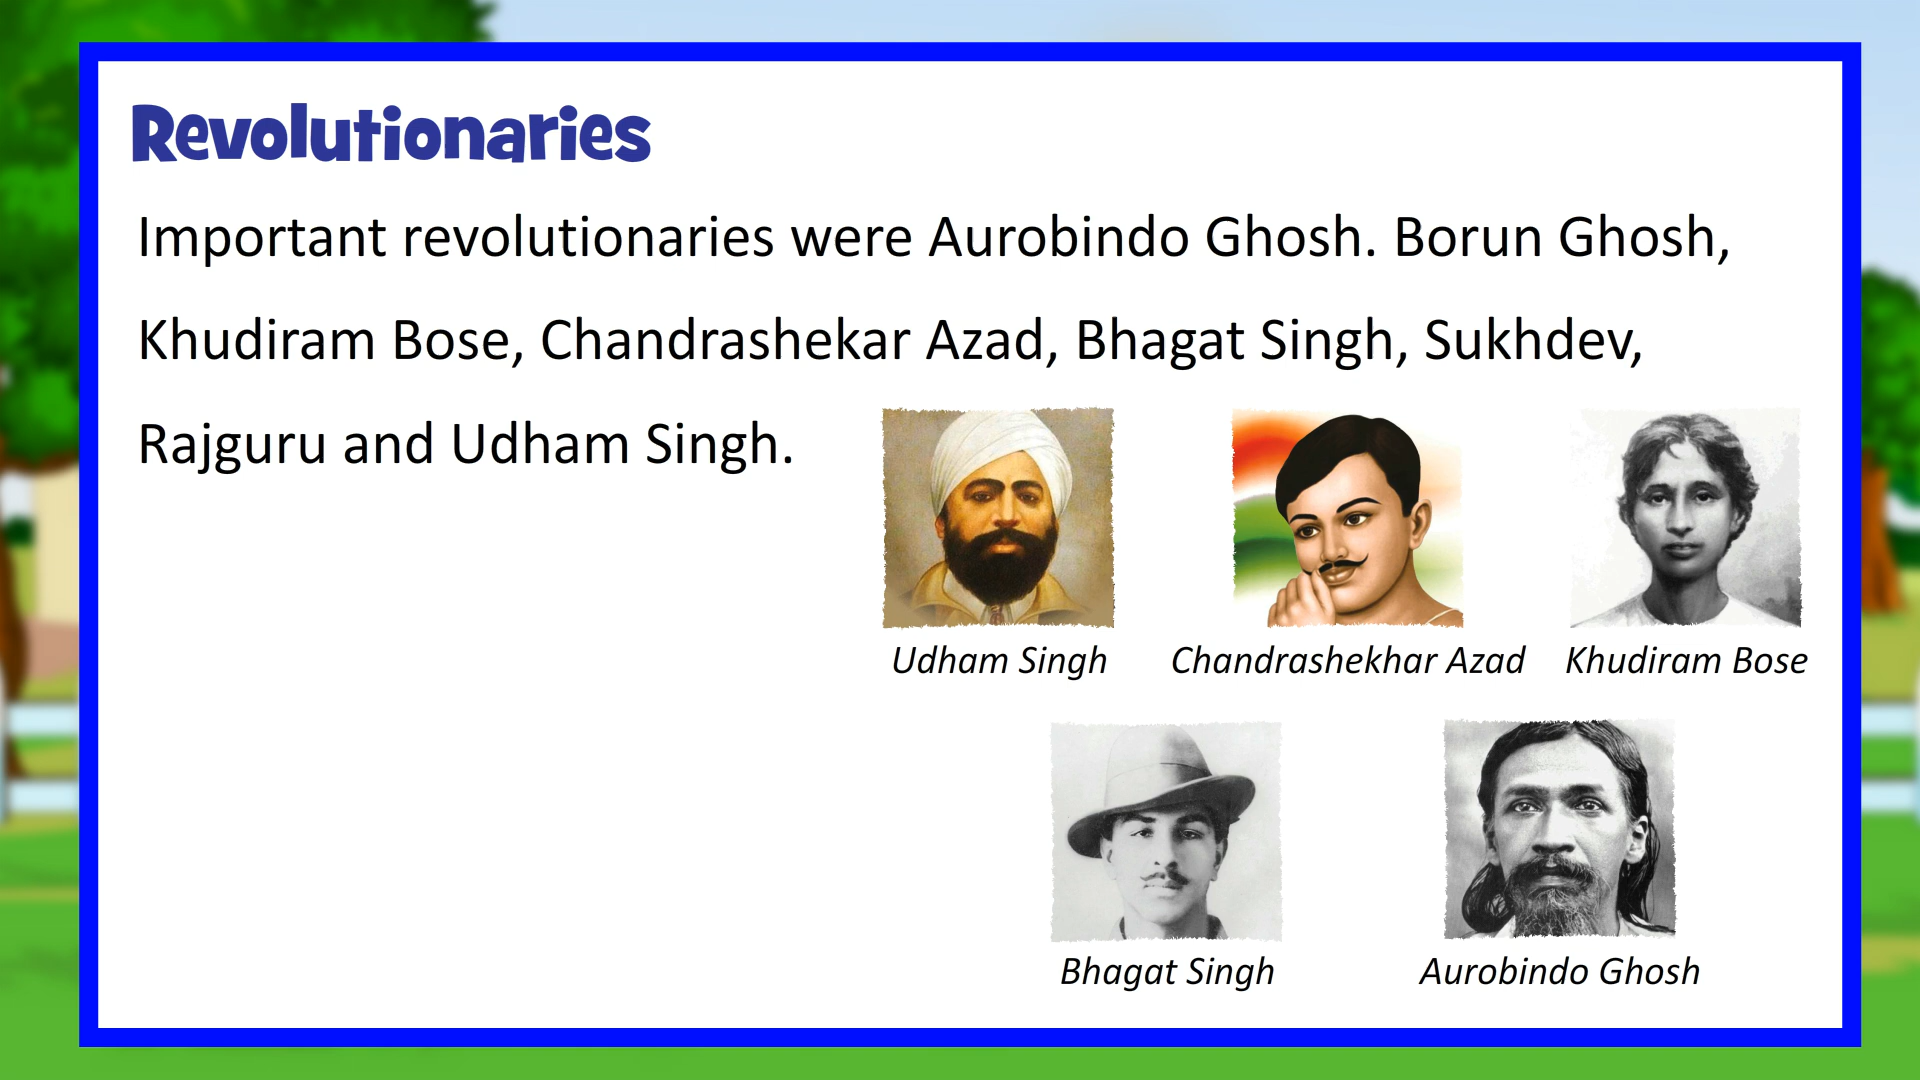 Revolutionaries
Important revolutionaries were Aurobindo Ghosh. Borun Ghosh,
Khudiram Bose, Chandrashekar Azad, Bhagat Singh, Sukhdev,
Rajguru and Udham Singh.
Udham Singh
Chandrashekhar Azad
Khudiram Bose
Bhagat Singh
Aurobindo Ghosh